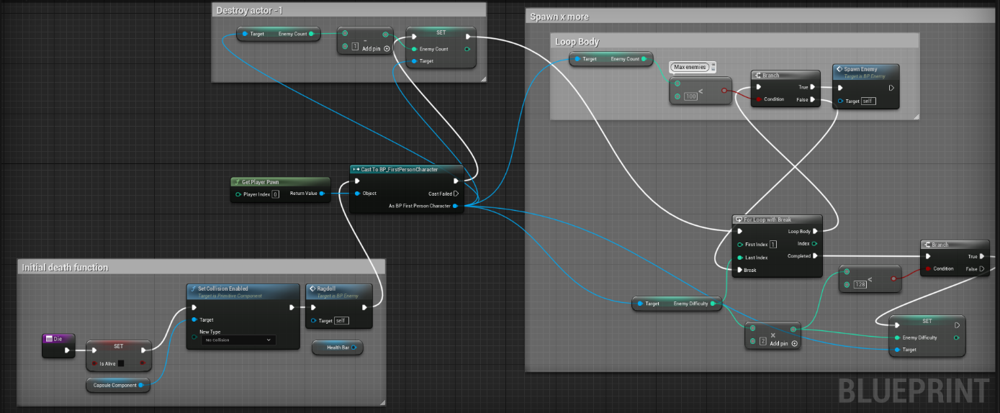 Destroy actor -1
Target Enemy Count
-
1 Add pin
SET
Enemy Count
Target
Spawn x more
Loop Body
Target Enemy Count
Max enemies
<
100
Branch
True
Condition False
Spawn Enemy
Target is BP Enemy
Target self
Get Player Pawn
Player Index 0 Return Value
Cast To BP_FirstPersonCharacter
Object
Cast Failed
As BP First Person Character
For Loop with Break
Loop Body
First Index 1 Index
Last Index Completed
Break
Branch
True
Condition False
<
128
Target Enemy Difficulty
x
2 Add pin
SET
Enemy Difficulty
Target
Initial death function
Die
SET
Is Alive
Capsule Component
Set Collision Enabled
Target is Primitive Component
Target
New Type
No Collision
Ragdoll
Target is BP Enemy
Target self
Health Bar
BLUEPRINT